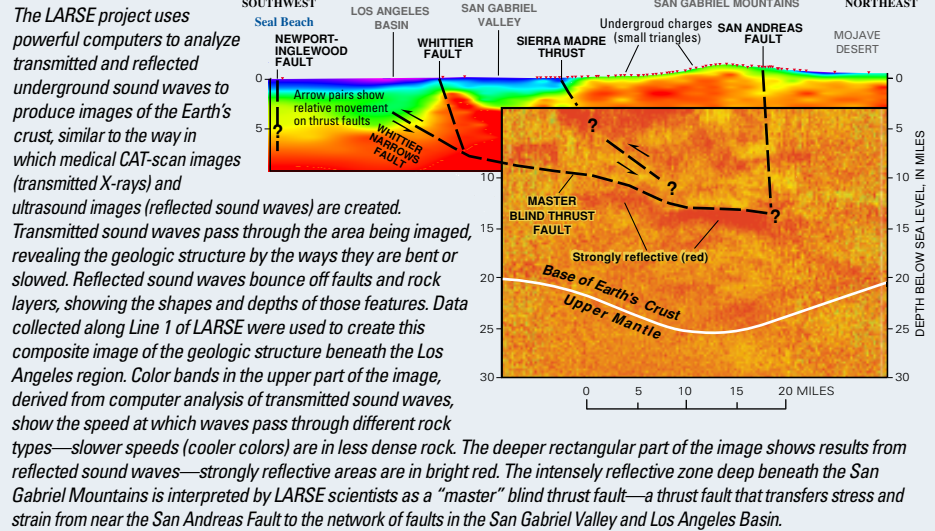 The LARSE project uses
powerful computers to analyze
transmitted and reflected
underground sound waves to
produce images of the Earth's
crust, similar to the way in
which medical CAT-scan images
(transmitted X-rays) and
ultrasound images (reflected sound waves) are created.
Transmitted sound waves pass through the area being imaged,
revealing the geologic structure by the ways they are bent or
slowed. Reflected sound waves bounce off faults and rock
layers, showing the shapes and depths of those features. Data
collected along Line 1 of LARSE were used to create this
composite image of the geologic structure beneath the Los
Angeles region. Color bands in the upper part of the image,
derived from computer analysis of transmitted sound waves,
show the speed at which waves pass through different rock
types—slower speeds (cooler colors) are in less dense rock. The deeper rectangular part of the image shows results from
reflected sound waves—strongly reflective areas are in bright red. The intensely reflective zone deep beneath the San
Gabriel Mountains is interpreted by LARSE scientists as a "master" blind thrust fault—a thrust fault that transfers stress and
strain from near the San Andreas Fault to the network of faults in the San Gabriel Valley and Los Angeles Basin.
SOUTHWEST
Seal Beach
NEWPORT-
INGLEWOOD
FAULT
LOS ANGELES
BASIN
WHITTIER
FAULT
SAN GABRIEL
VALLEY
SIERRA MADRE
THRUST
SAN GABRIEL MOUNTAINS
Undergroud charges
(small triangles)
SAN ANDREAS
FAULT
NORTHEAST
MOJAVE
DESERT
0
5
10
15
20
25
30
Arrow pairs show
relative movement
on thrust faults
WHITTIER
NARROWS
FAULT
?
?
?
?
MASTER
BLIND THRUST
FAULT
Strongly reflective (red)
Base of Earth's Crust
Upper Mantle
0
5
10
15
20
25
30
DEPTH BELOW SEA LEVEL, IN MILES
0 5 10 15 20 MILES